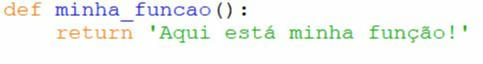 def minha_funcao():
    return 'Aqui está minha função!'